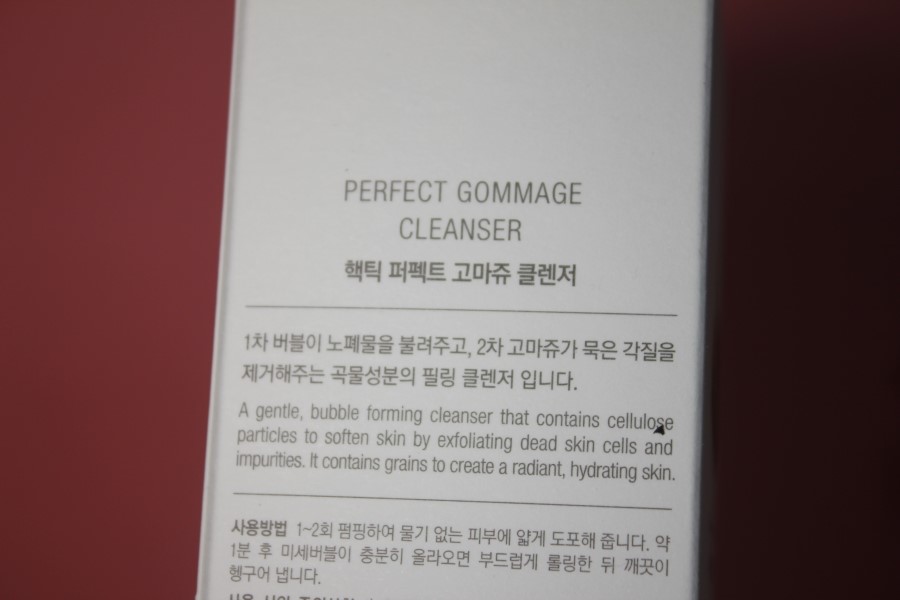 PERFECT GOMMAGE
CLEANSER
핵틱 퍼펙트 고마쥬 클렌저
1차 버블이 노폐물을 불려주고, 2차 고마쥬가 묵은 각질을
제거해주는 곡물성분의 필링 클렌저 입니다.
A gentle, bubble forming cleanser that contains cellulose
particles to soften skin by exfoliating dead skin cells and
impurities. It contains grains to create a radiant, hydrating skin.
사용방법 1~2회 펌핑하여 물기 없는 피부에 얇게 도포해 줍니다. 약
1분 후 미세버블이 충분히 올라오면 부드럽게 롤링한 뒤 깨끗이
헹구어 냅니다.